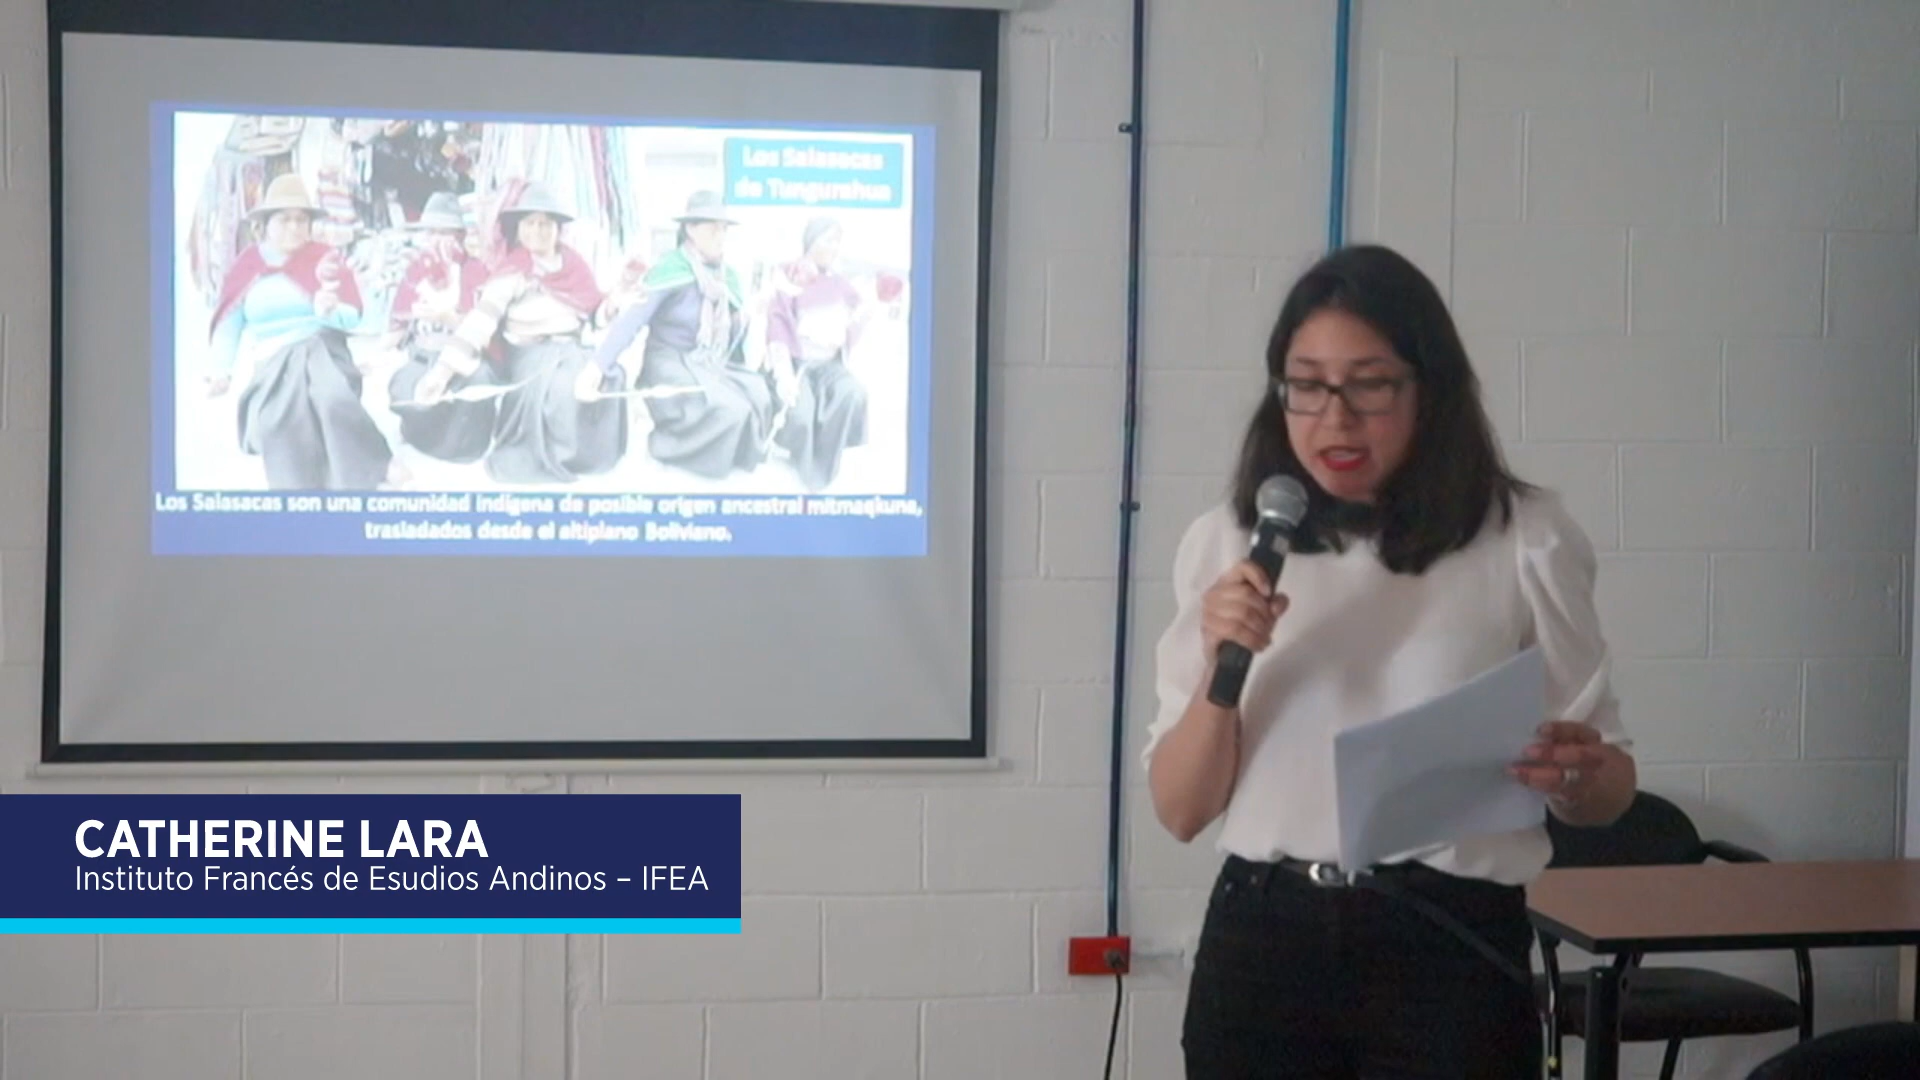 Los Salasacas
de Tungurahua
Los Salasacas son una comunidad indígena de posible origen ancestral mitmaqkuna,
trasladados desde el altiplano Boliviano.
CATHERINE LARA
Instituto Francés de Esudios Andinos – IFEA